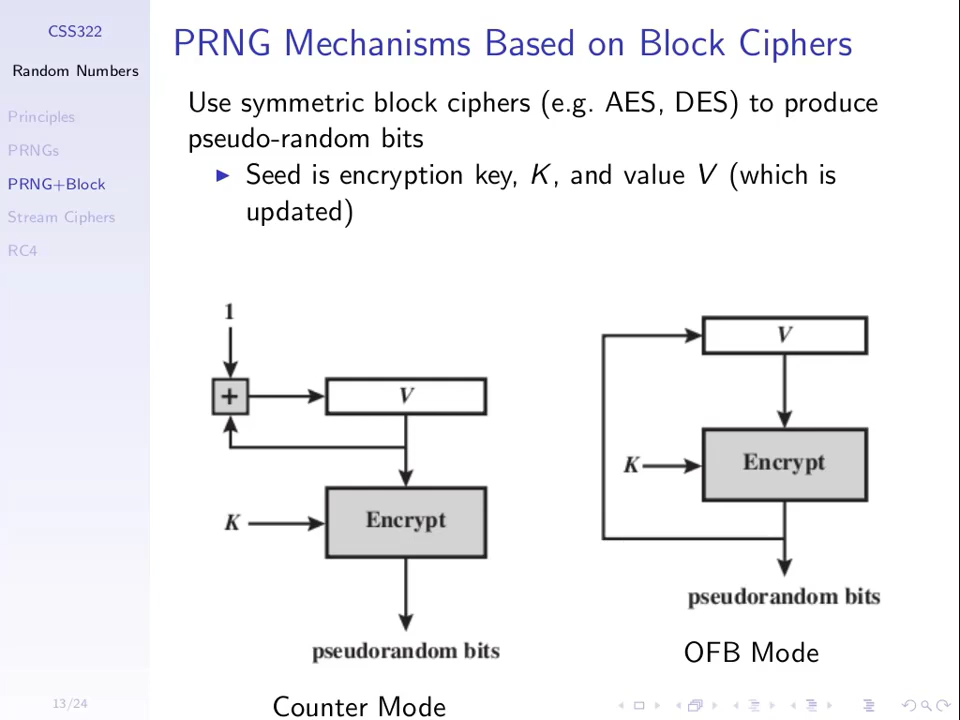 CSS322
Random Numbers
Principles
PRNGs
PRNG+Block
Stream Ciphers
RC4
13/24
PRNG Mechanisms Based on Block Ciphers
Use symmetric block ciphers (e.g. AES, DES) to produce
pseudo-random bits
Seed is encryption key, K, and value V (which is
updated)
1
+
V
K
Encrypt
pseudorandom bits
Counter Mode
V
K
Encrypt
pseudorandom bits
OFB Mode